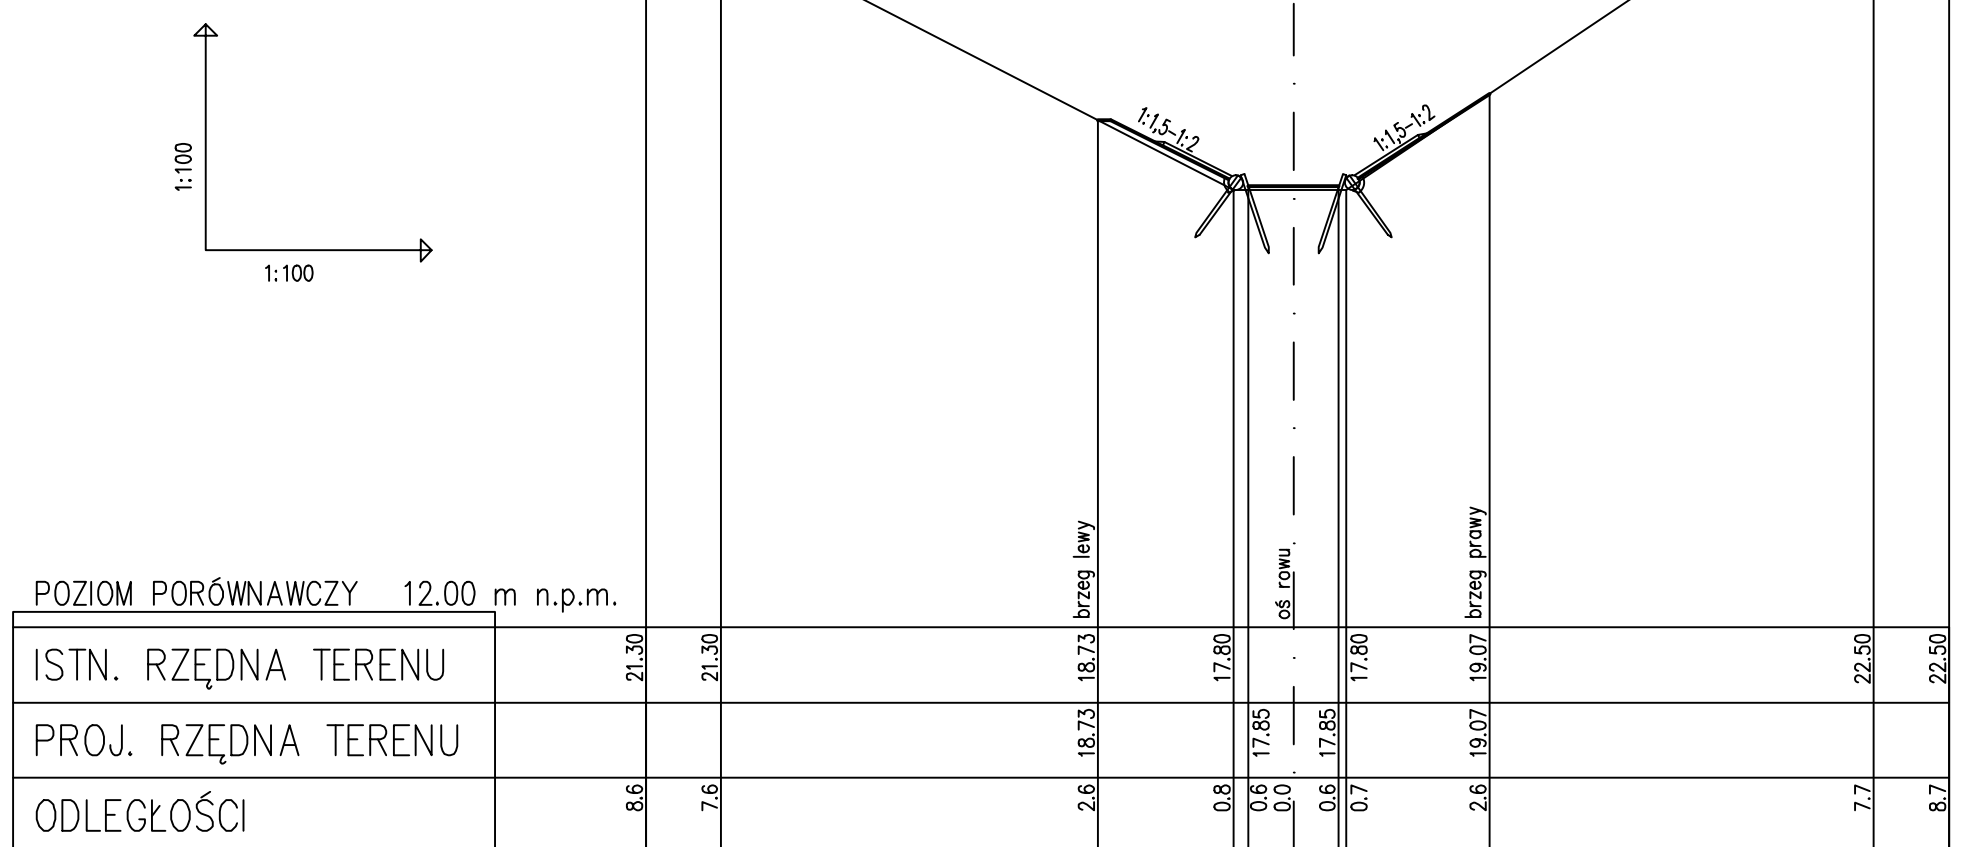 1:100
1:100
1:1,5-1:2
1:1,5-1:2
brzeg lewy
oś rowu
brzeg prawy
POZIOM PORÓWNAWCZY 12.00 m n.p.m.
ISTN. RZĘDNA TERENU 21.30 21.30 18.73 17.80 17.80 19.07 22.50 22.50
PROJ. RZĘDNA TERENU 18.73 17.85 17.85 19.07
ODLEGŁOŚCI 8.6 7.6 2.6 0.8 0.6 0.0 0.6 0.7 2.6 7.7 8.7